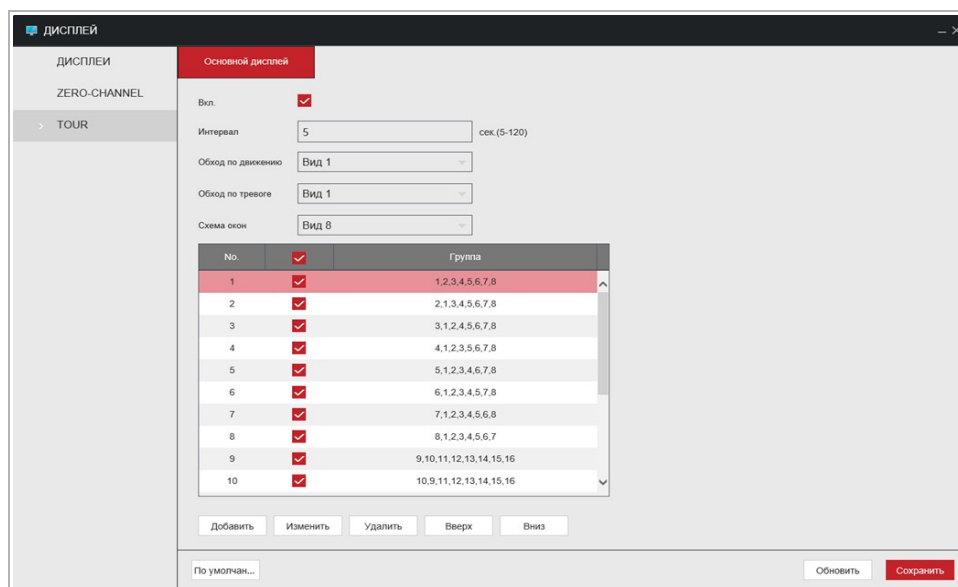 ДИСПЛЕЙ
ДИСПЛЕИ
ZERO-CHANNEL
TOUR
Основной дисплей
Вкл.
Интервал 5 сек.(5-120)
Обход по движению Вид 1
Обход по тревоге Вид 1
Схема окон Вид 8
No. Группа
1 1,2,3,4,5,6,7,8
2 2,1,3,4,5,6,7,8
3 3,1,2,4,5,6,7,8
4 4,1,2,3,5,6,7,8
5 5,1,2,3,4,6,7,8
6 6,1,2,3,4,5,7,8
7 7,1,2,3,4,5,6,8
8 8,1,2,3,4,5,6,7
9 9,10,11,12,13,14,15,16
10 10,9,11,12,13,14,15,16
Добавить Изменить Удалить Вверх Вниз
По умолчан... Обновить Сохранить